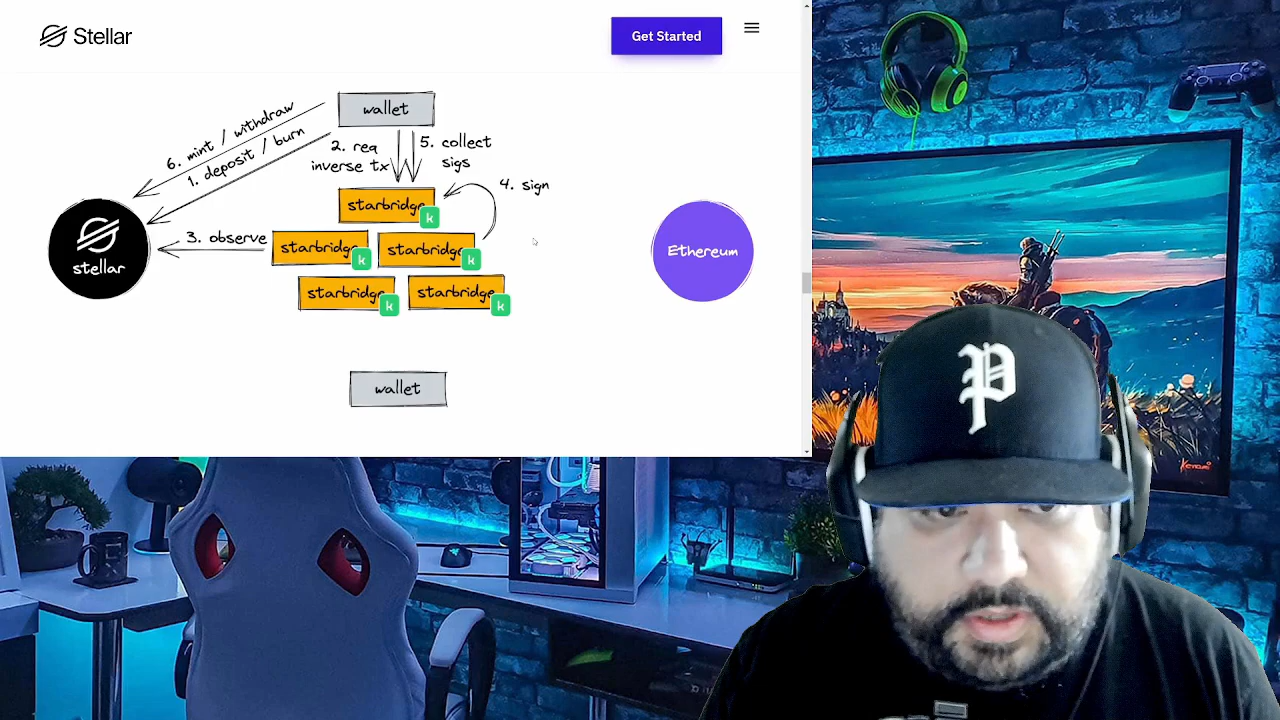 Stellar
Get Started
wallet
6. mint / withdraw
1. deposit / burn
2. req
inverse tx
5. collect
sigs
4. sign
starbridge
k
3. observe
starbridge
k
starbridge
k
starbridge
k
starbridge
k
stellar
Ethereum
wallet
P
Xenomi